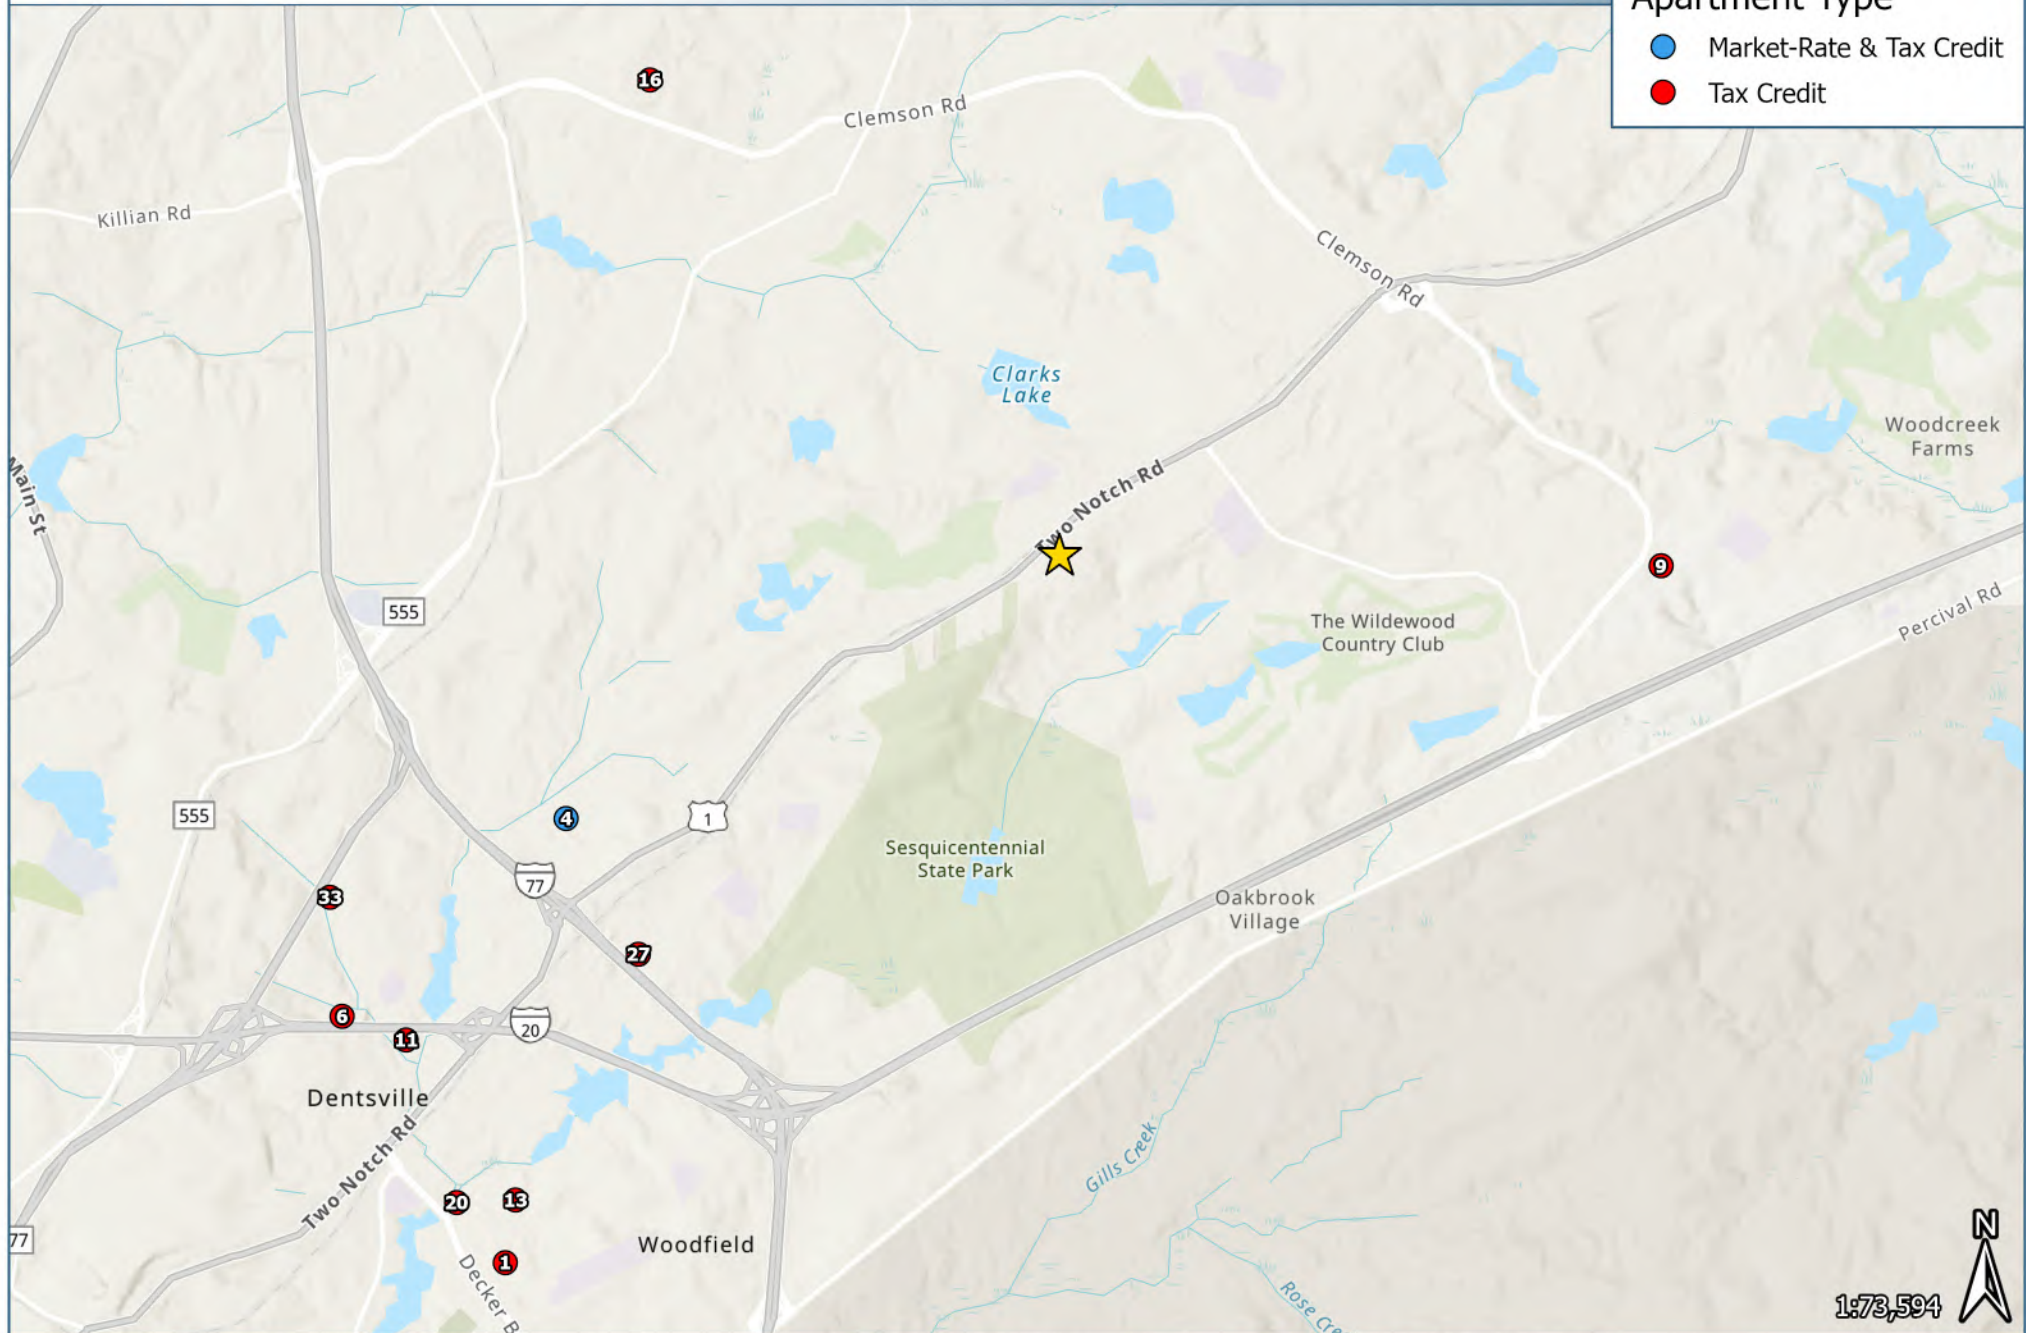 Apartment Type
Market-Rate & Tax Credit
Tax Credit
16
Clemson Rd
Killian Rd
Clemson Rd
Clarks
Lake
Woodcreek
Farms
Main St
Two Notch Rd
9
555
The Wildewood
Country Club
Percival Rd
555
4
1
Sesquicentennial
State Park
77
33
Oakbrook
Village
27
6
20
11
Dentsville
Two Notch Rd
Gills Creek
20
13
77
Woodfield
1
Decker B
Rose Cre
N
1:73,594